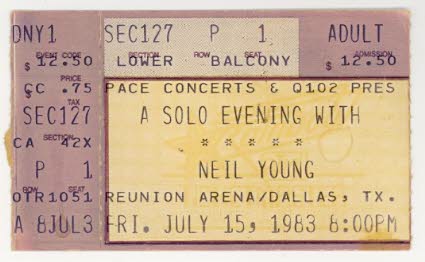 DNY1 SEC127 P 1 ADULT
EVENT CODE SECTION ROW ADMISSION
$ 12.50 LOWER BALCONY $ 12.50
PRICE
CC .75 PACE CONCERTS & Q102 PRES
TAX
SEC127 A SOLO EVENING WITH
SECTION
CA 42X * * * * *
P 1 NEIL YOUNG
ROW SEAT
OTR1051 REUNION ARENA/DALLAS, TX.
A 8JUL3 FRI. JULY 15, 1983 8:00PM